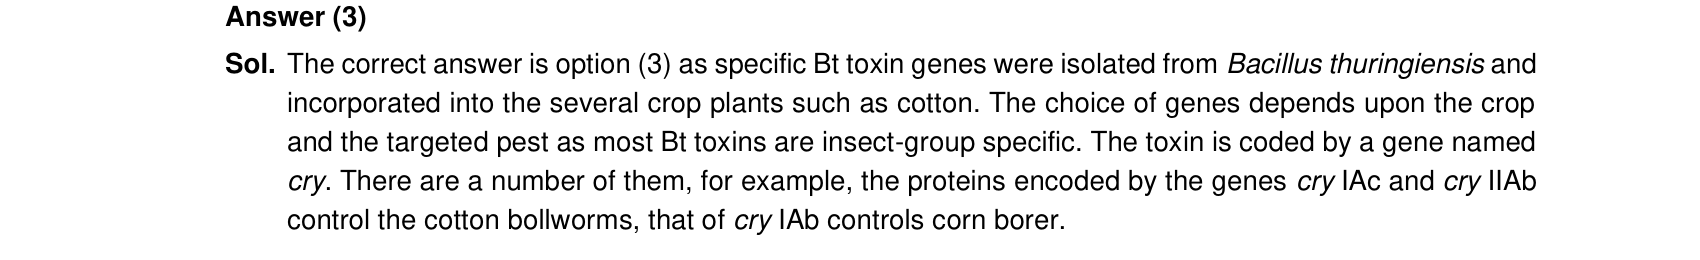 Answer (3)
Sol. The correct answer is option (3) as specific Bt toxin genes were isolated from Bacillus thuringiensis and
incorporated into the several crop plants such as cotton. The choice of genes depends upon the crop
and the targeted pest as most Bt toxins are insect-group specific. The toxin is coded by a gene named
cry. There are a number of them, for example, the proteins encoded by the genes cry IAc and cry IIAb
control the cotton bollworms, that of cry IAb controls corn borer.